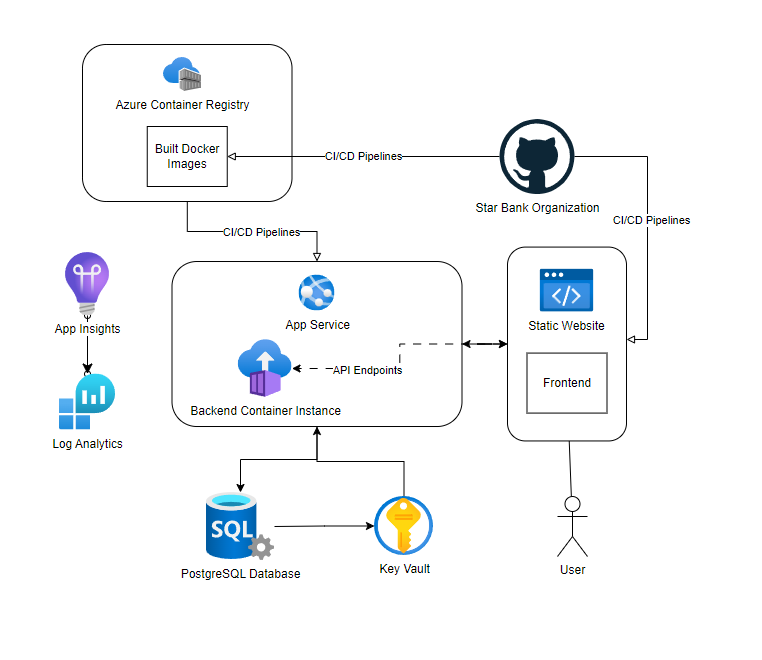 Azure Container Registry
Built Docker
Images
CI/CD Pipelines
Star Bank Organization
CI/CD Pipelines
CI/CD Pipelines
App Insights
App Service
Static Website
API Endpoints
Frontend
Backend Container Instance
Log Analytics
SQL
PostgreSQL Database
Key Vault
User